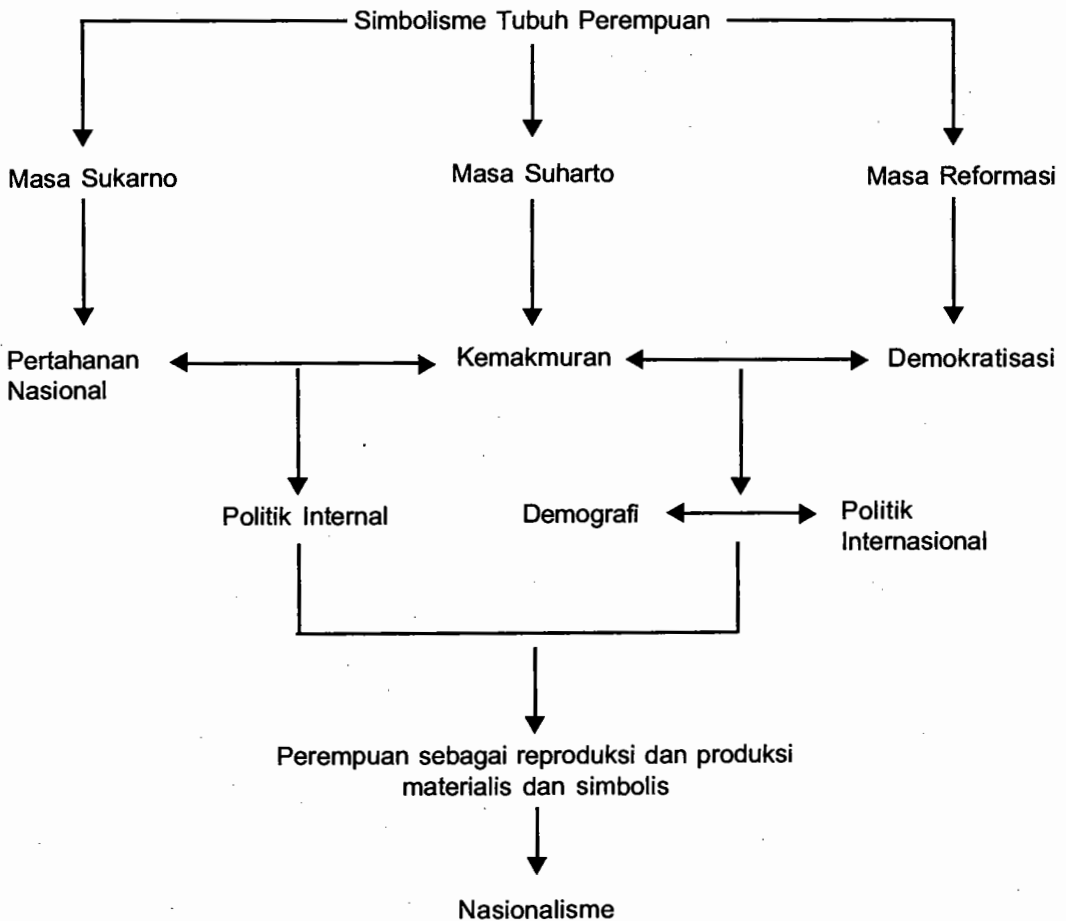 Simbolisme Tubuh Perempuan
Masa Sukarno
Masa Suharto
Masa Reformasi
Pertahanan
Nasional
Kemakmuran
Demokratisasi
Politik Internal
Demografi
Politik
Internasional
Perempuan sebagai reproduksi dan produksi
materialis dan simbolis
Nasionalisme